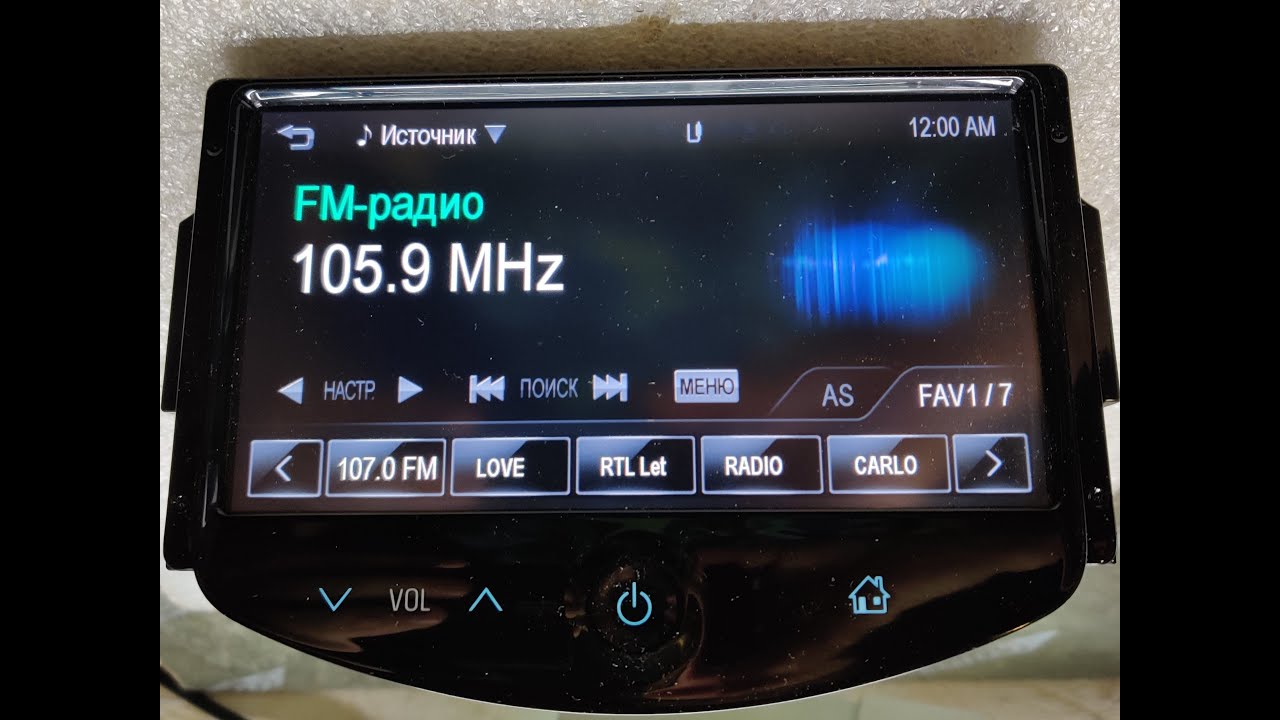 Источник 12:00 AM
FM-радио
105.9 MHz
НАСТР. ПОИСК МЕНЮ AS FAV1 / 7
107.0 FM LOVE RTL Let RADIO CARLO
VOL